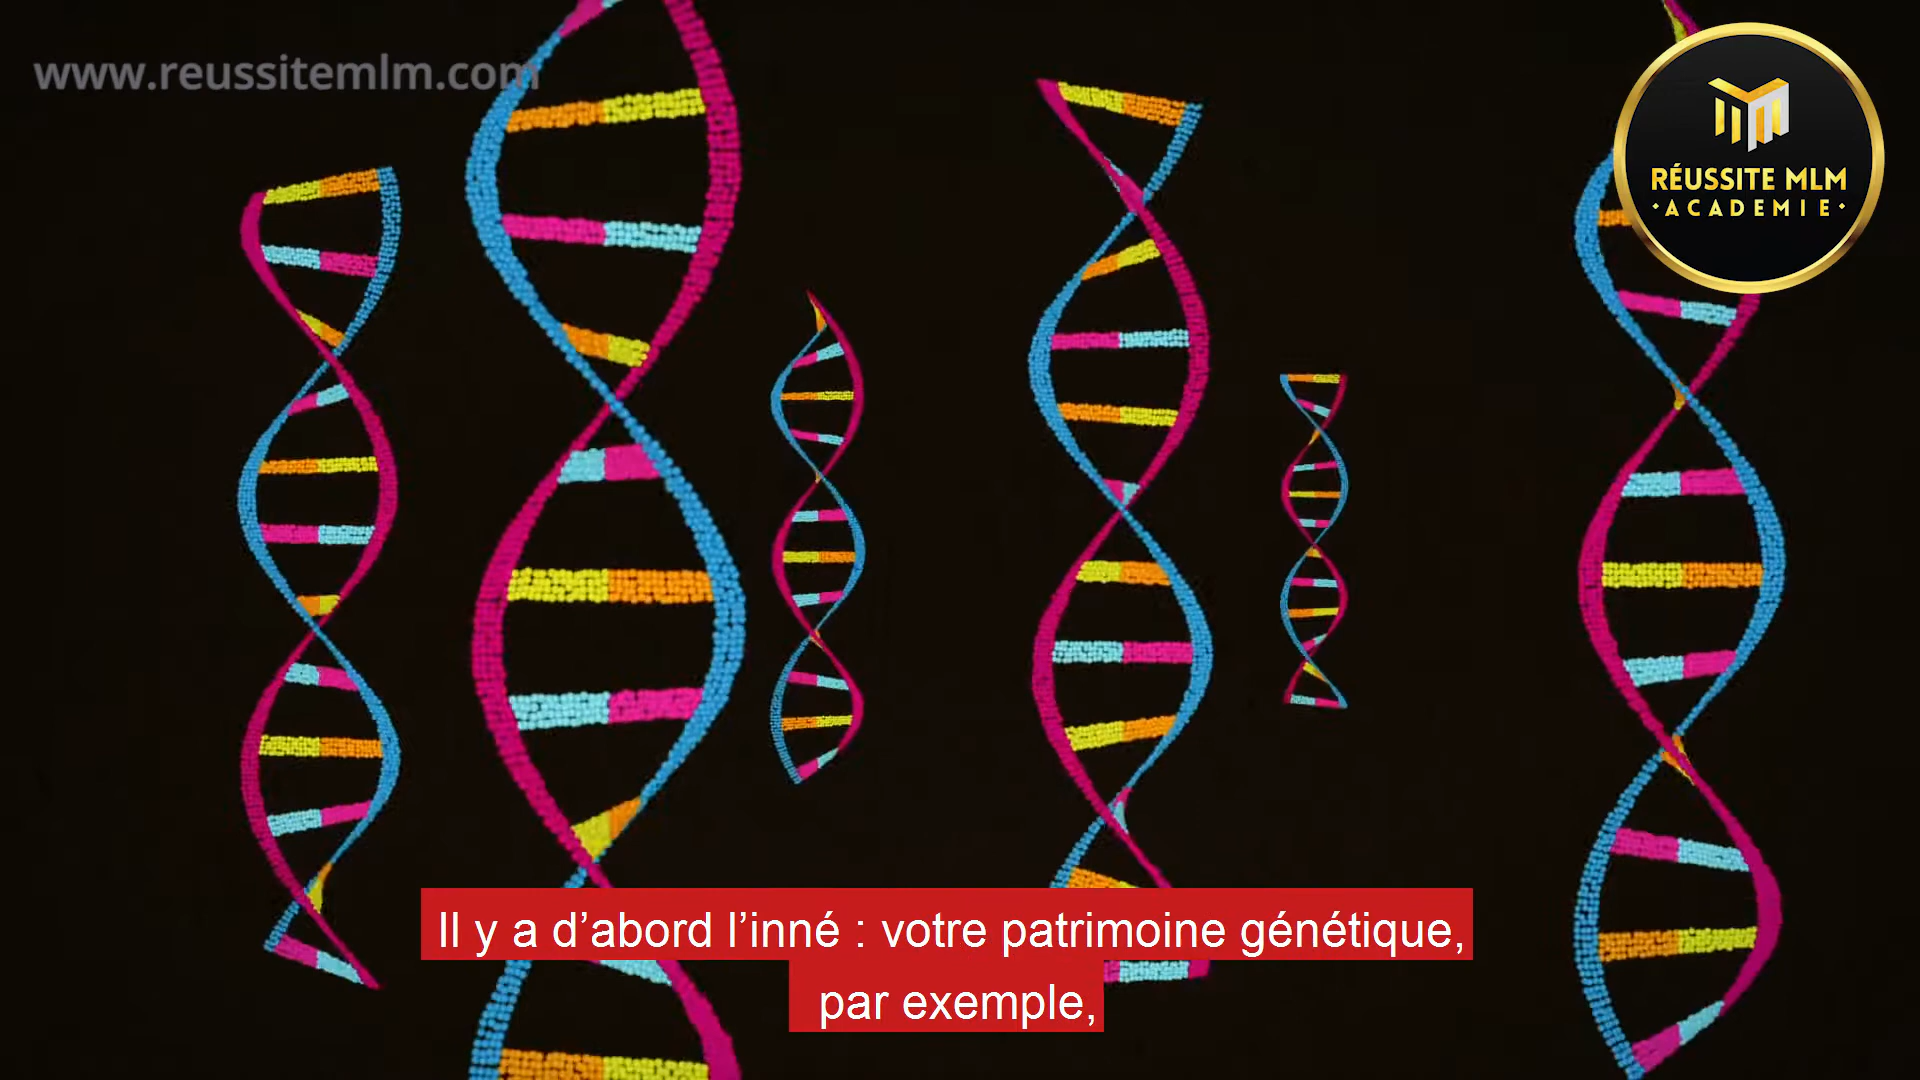 www.reussitemlm.com
RÉUSSITE MLM
• ACADEMIE •
Il y a d’abord l’inné : votre patrimoine génétique,
par exemple,